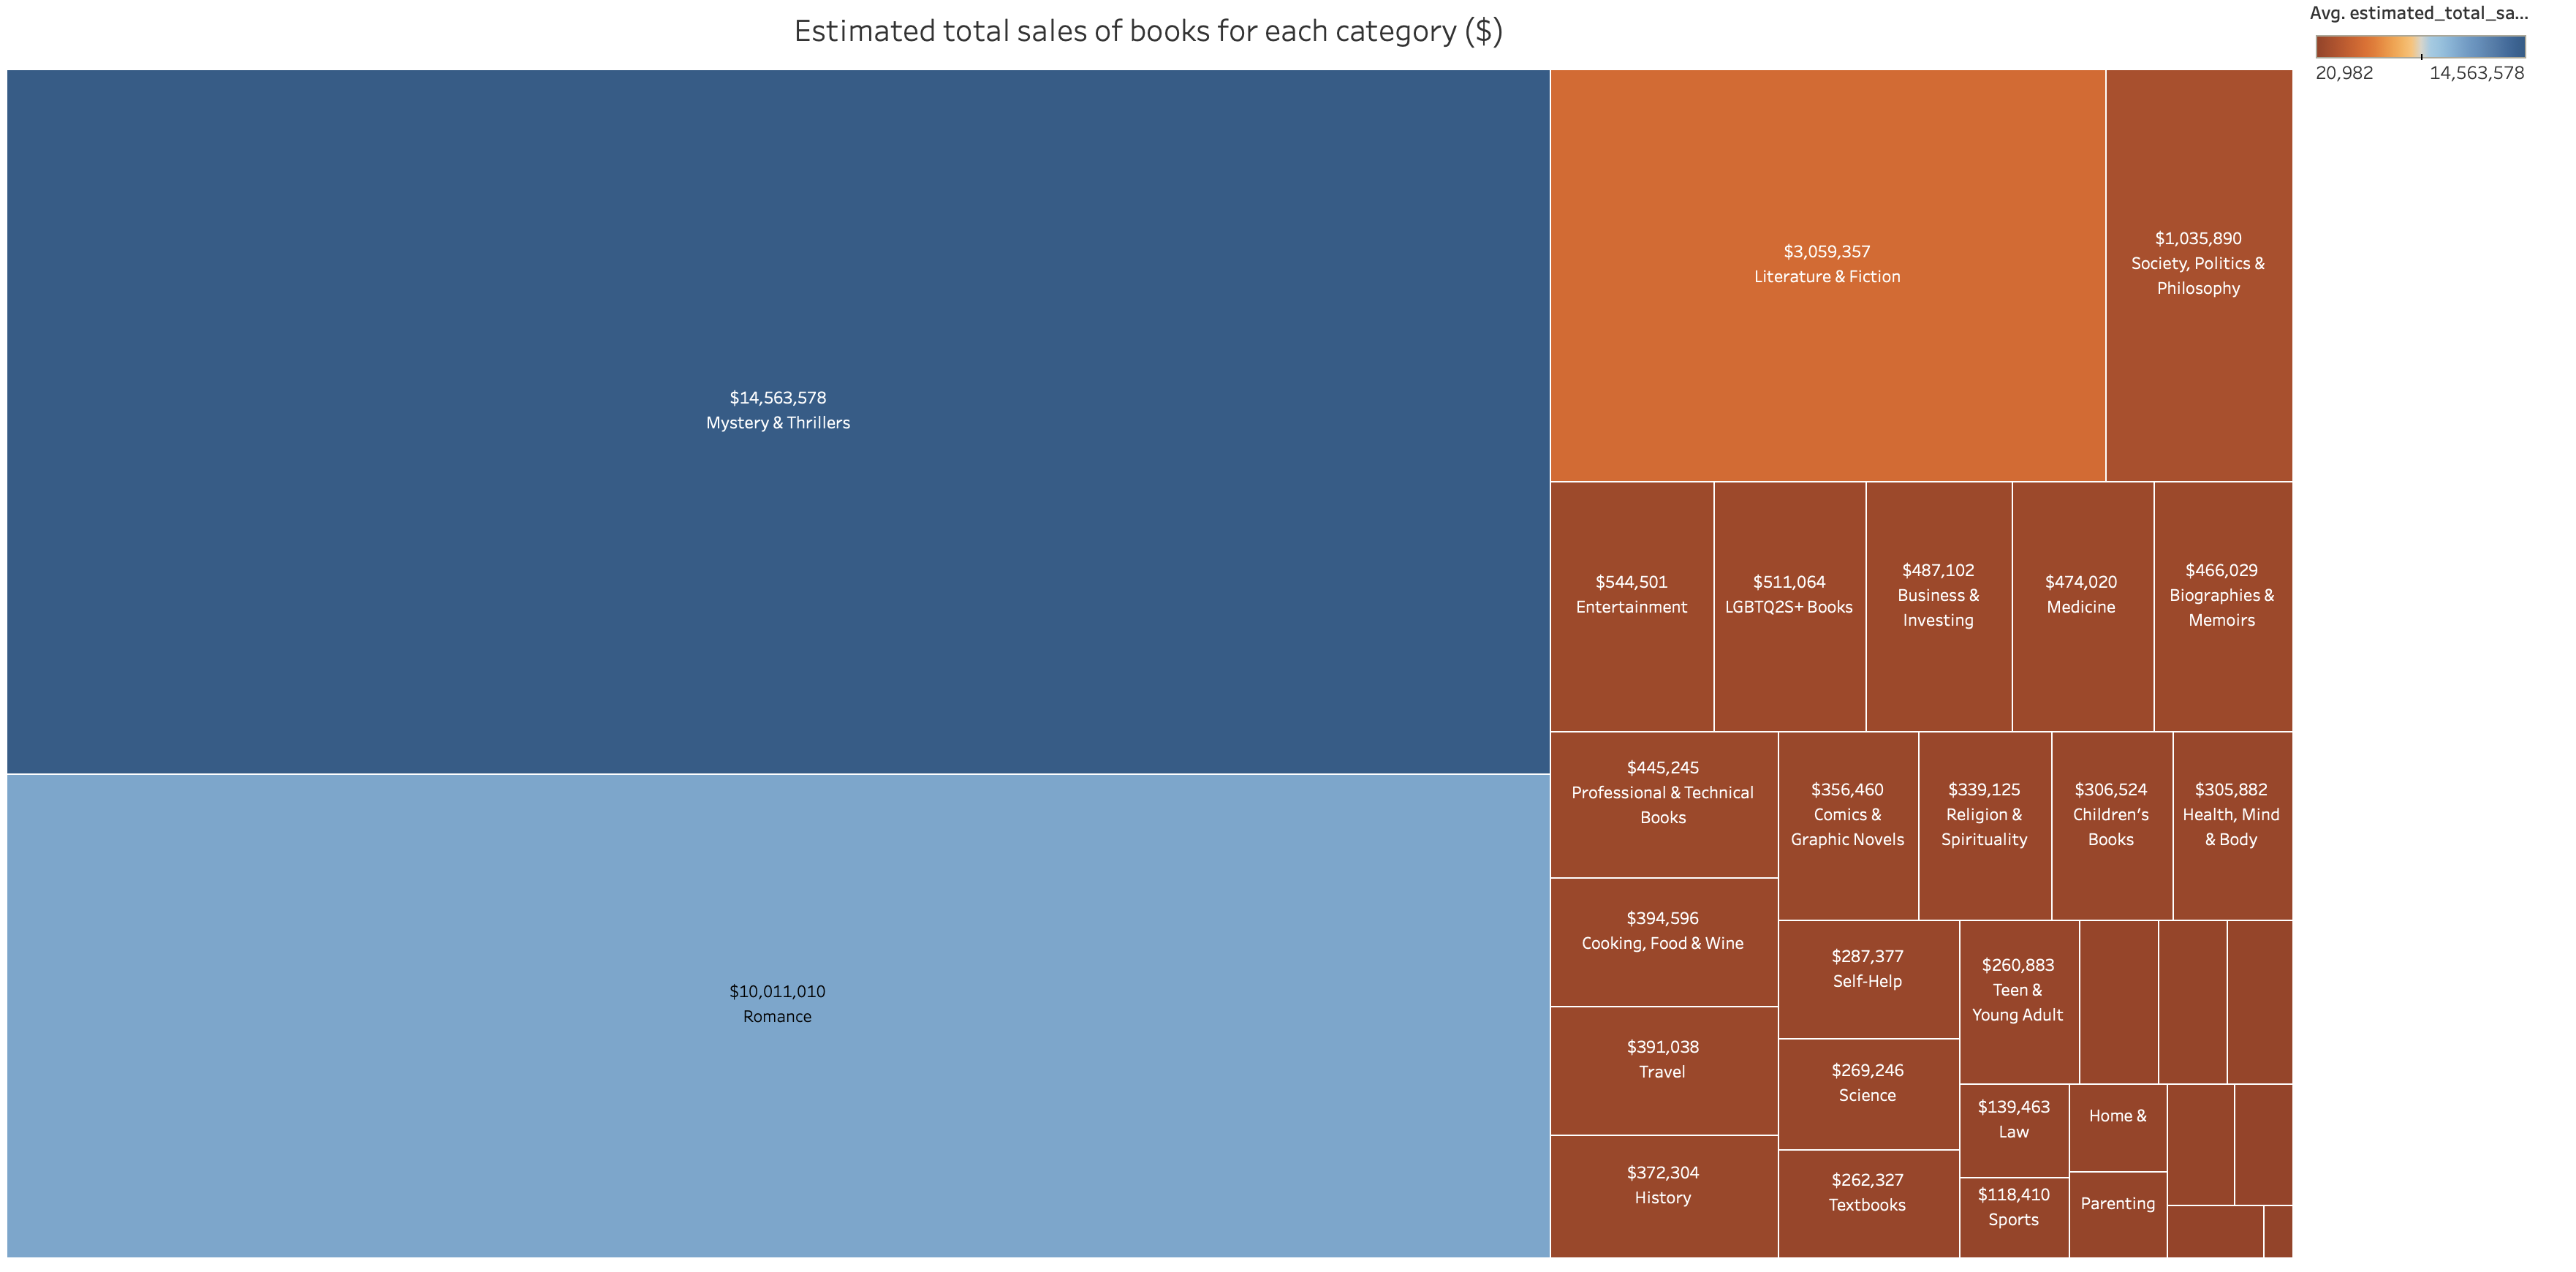 Estimated total sales of books for each category ($)
Avg. estimated_total_sa...
20,982 14,563,578
$14,563,578
Mystery & Thrillers
$10,011,010
Romance
$3,059,357
Literature & Fiction
$1,035,890
Society, Politics &
Philosophy
$544,501
Entertainment
$511,064
LGBTQ2S+ Books
$487,102
Business &
Investing
$474,020
Medicine
$466,029
Biographies &
Memoirs
$445,245
Professional & Technical
Books
$394,596
Cooking, Food & Wine
$391,038
Travel
$372,304
History
$356,460
Comics &
Graphic Novels
$339,125
Religion &
Spirituality
$306,524
Children's
Books
$305,882
Health, Mind
& Body
$287,377
Self-Help
$269,246
Science
$262,327
Textbooks
$260,883
Teen &
Young Adult
$139,463
Law
$118,410
Sports
Home &
Parenting